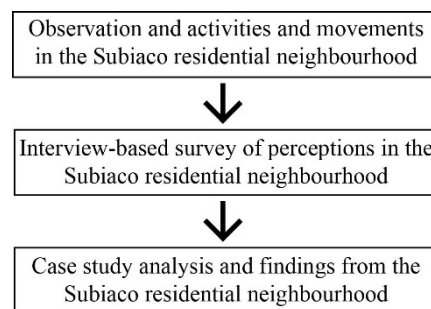 Observation and activities and movements
in the Subiaco residential neighbourhood
Interview-based survey of perceptions in the
Subiaco residential neighbourhood
Case study analysis and findings from the
Subiaco residential neighbourhood